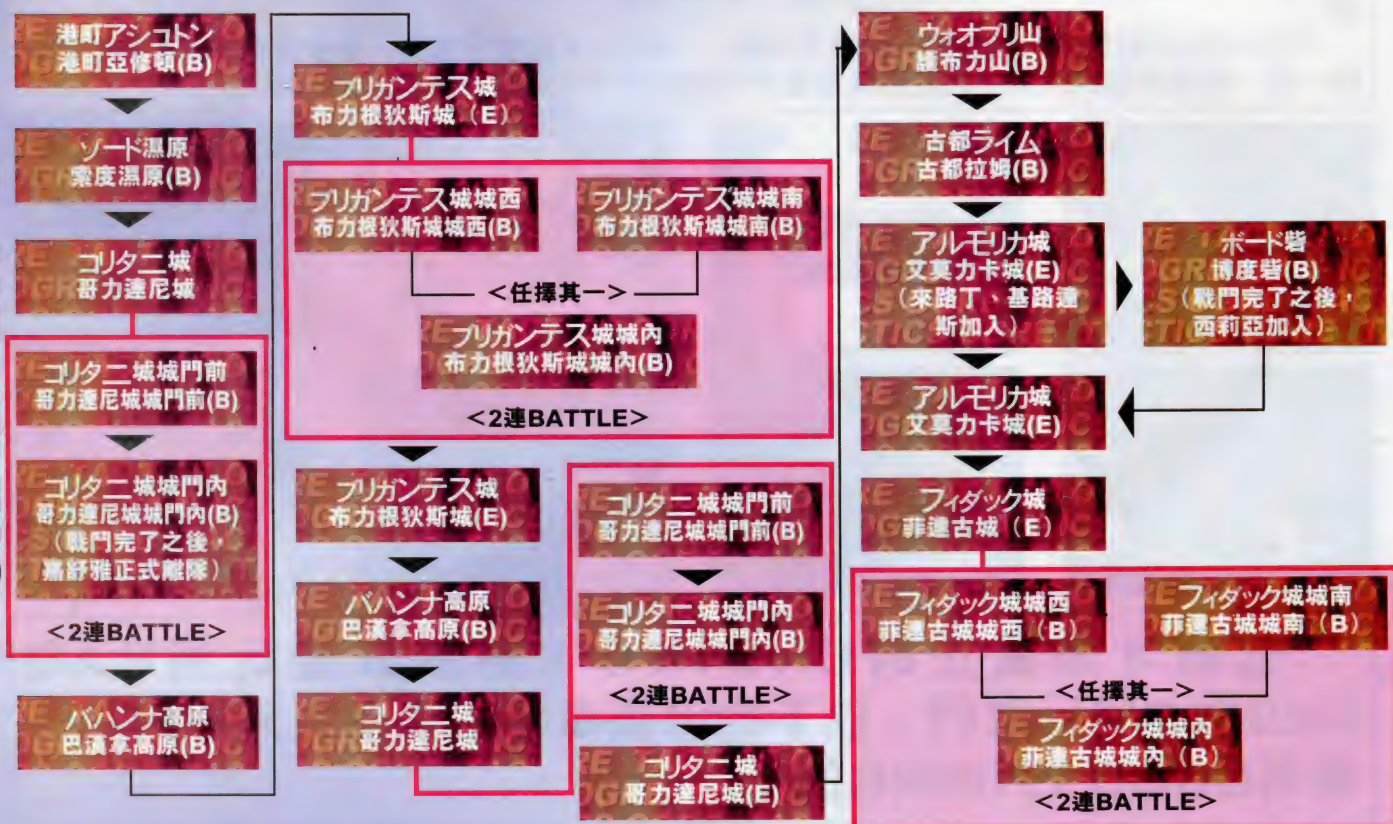 港町アシュトン
港町亞修頓(B)
ソード濕原
索度濕原(B)
コリタニ城
哥力達尼城
コリタニ城城門前
哥力達尼城城門前(B)
コリタニ城城門內
哥力達尼城城門內(B)
(戰鬥完了之後，
嘉舒雅正式離隊)
<2連BATTLE>
バハンナ高原
巴漢拿高原(B)
ブリガンテス城
布力根狄斯城（E）
ブリガンテス城城西
布力根狄斯城城西(B)
ブリガンテス城城南
布力根狄斯城城南(B)
<任擇其一>
ブリガンテス城城內
布力根狄斯城城內(B)
<2連BATTLE>
ブリガンテス城
布力根狄斯城(E)
バハンナ高原
巴漢拿高原(B)
コリタニ城
哥力達尼城
コリタニ城城門前
哥力達尼城城門前(B)
コリタニ城城門內
哥力達尼城城門內(B)
<2連BATTLE>
コリタニ城
哥力達尼城(E)
ウォオブリ山
護布力山(B)
古都ライム
古都拉姆(B)
アルモリカ城
艾莫力卡城(E)
(來路丁、基路達
斯加入)
ボード砦
博度砦(B)
(戰鬥完了之後，
西莉亞加入)
アルモリカ城
艾莫力卡城(E)
フィダック城
菲達古城（E）
フィダック城城西
菲達古城城西（B）
フィダック城城南
菲達古城城南（B）
<任擇其一>
フィダック城城內
菲達古城城內（B）
<2連BATTLE>